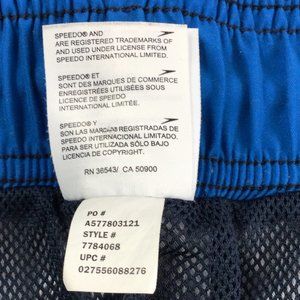 SPEEDO® AND
ARE REGISTERED TRADEMARKS OF
AND USED UNDER LICENSE FROM
SPEEDO INTERNATIONAL LIMITED.
SPEEDO® ET
SONT DES MARQUES DE COMMERCE
ENREGISTRÉES UTILISÉES SOUS
LICENCE DE SPEEDO
INTERNATIONAL LIMITÉE.
SPEEDO® Y
SON LAS MARCAS REGISTRADAS DE
SPEEDO INTERNACIONAL LIMITADO.
PARA SER UTILIZADA SÓLO BAJO
LICENCIA DE COPYRIGHT.
RN 36543/ CA 50900
PO #
A577803121
STYLE #
7784068
UPC #
027556088276